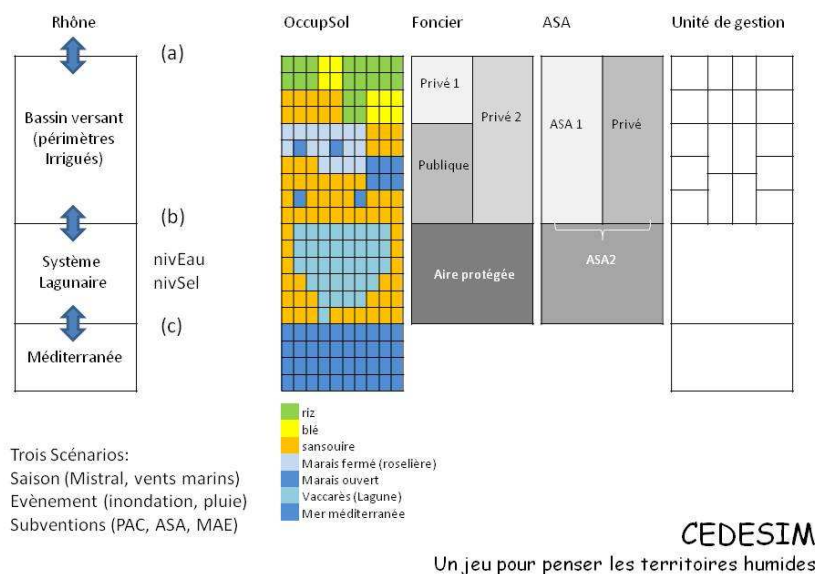 Rhône
OccupSol
Foncier
ASA
Unité de gestion
(a)
Bassin versant
(périmètres
Irrigués)
Privé 1
Privé 2
Publique
ASA 1
Privé
(b)
Système
Lagunaire
nivEau
nivSel
Aire protégée
ASA2
(c)
Méditerranée
riz
blé
sansouire
Marais fermé (roselière)
Marais ouvert
Vaccarès (Lagune)
Mer méditerranée
Trois Scénarios:
Saison (Mistral, vents marins)
Evènement (inondation, pluie)
Subventions (PAC, ASA, MAE)
CEDESIM
Un jeu pour penser les territoires humides